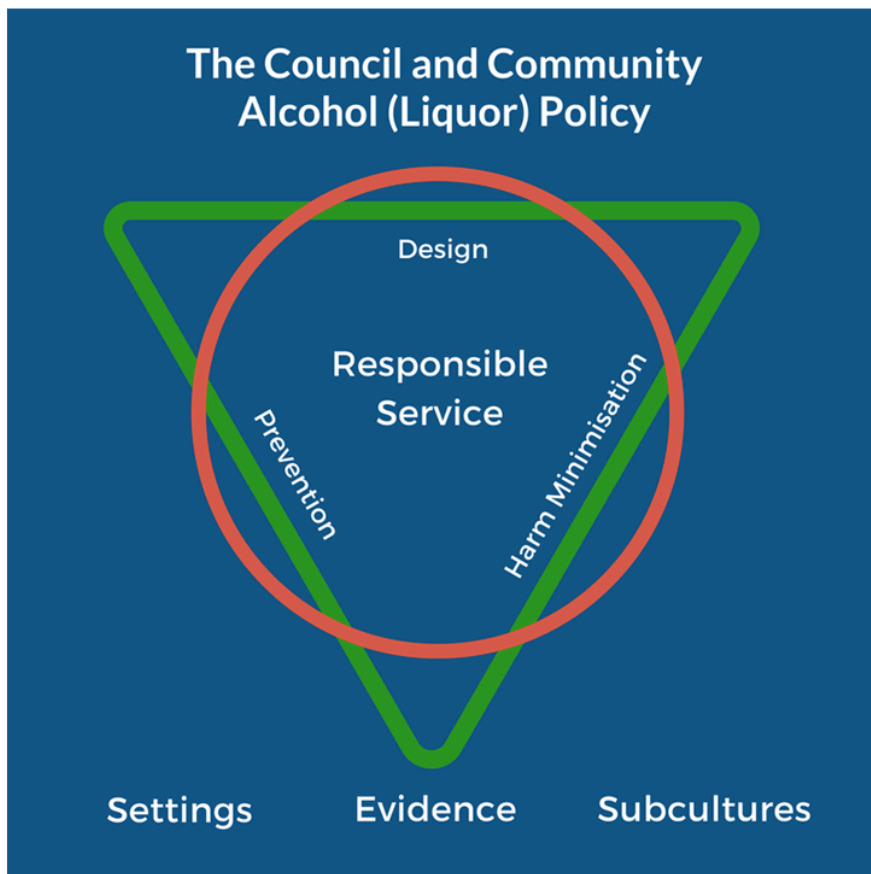 The Council and Community
Alcohol (Liquor) Policy
Design
Responsible
Service
Prevention
Harm Minimisation
Settings
Evidence
Subcultures